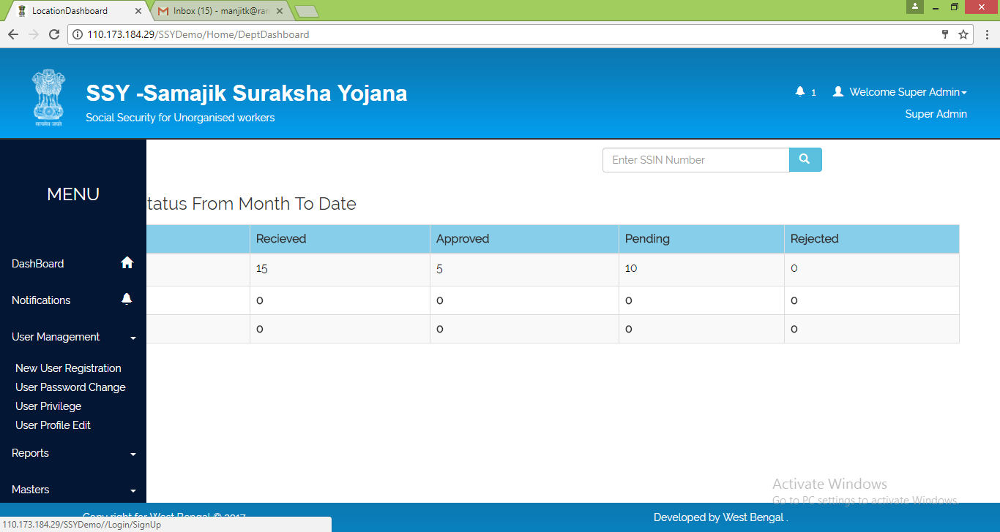 LocationDashboard
Inbox (15) - manjitk@ran
110.173.184.29/SSYDemo/Home/DeptDashboard
सत्यमेव जयते
SSY -Samajik Suraksha Yojana
Social Security for Unorganised workers
1 Welcome Super Admin
Super Admin
Enter SSIN Number
MENU
tatus From Month To Date
Recieved Approved Pending Rejected
15 5 10 0
0 0 0 0
0 0 0 0
DashBoard
Notifications
User Management
New User Registration
User Password Change
User Privilege
User Profile Edit
Reports
Masters
Activate Windows
Go to PC settings to activate Windows.
Copy right for West Bengal © 2017
Developed by West Bengal .
110.173.184.29/SSYDemo//Login/SignUp